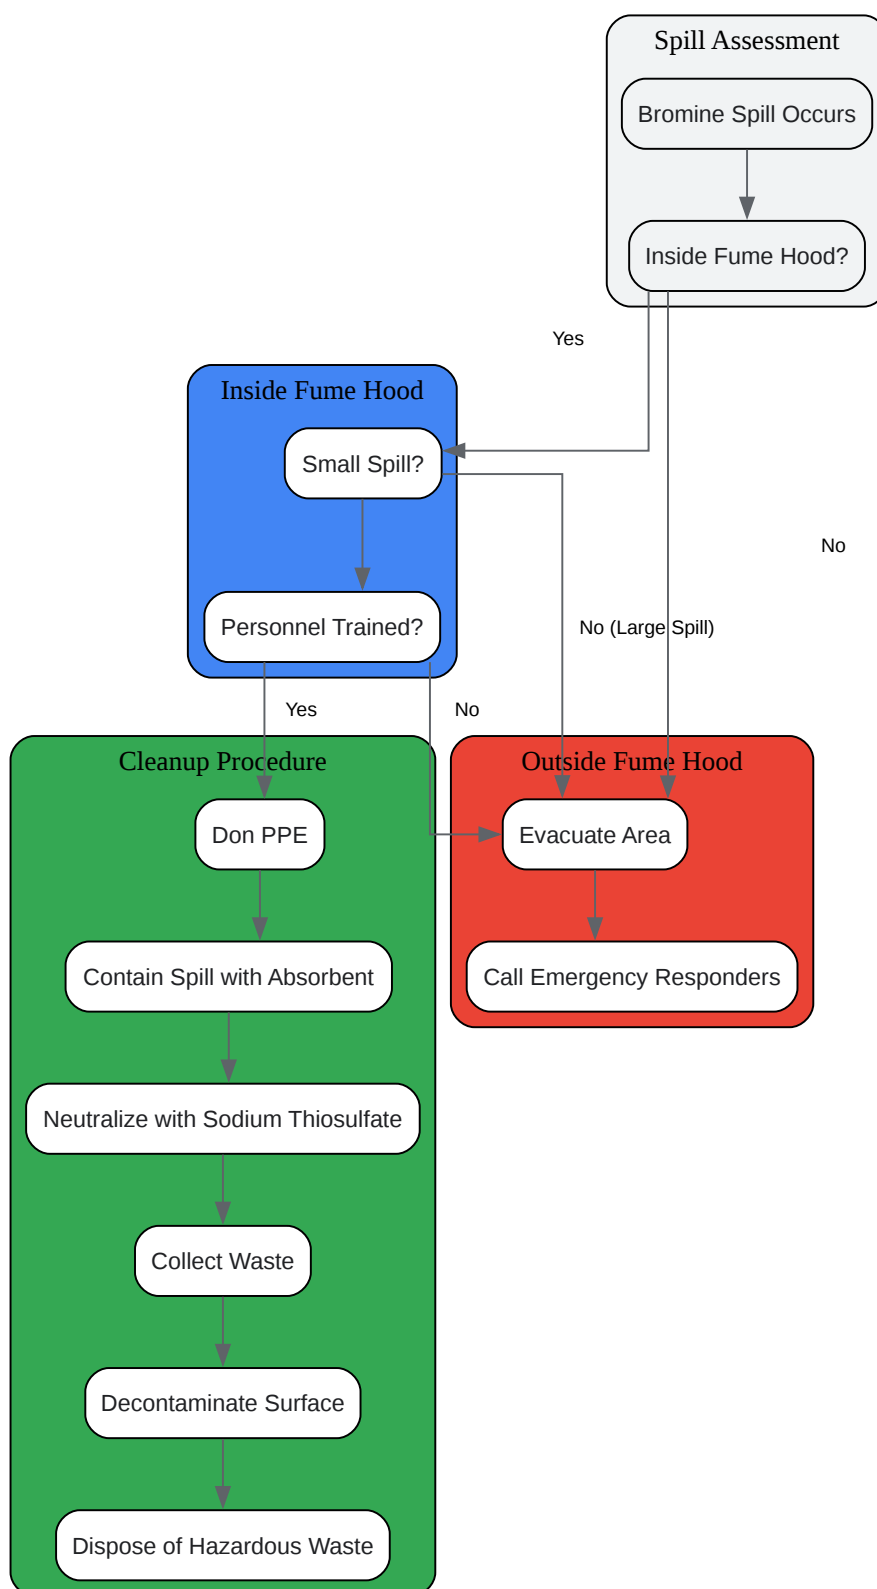 Spill Assessment
Bromine Spill Occurs
Inside Fume Hood?
Yes
Inside Fume Hood
Small Spill?
No
Personnel Trained?
No (Large Spill)
Yes
No
Cleanup Procedure
Outside Fume Hood
Don PPE
Evacuate Area
Contain Spill with Absorbent
Call Emergency Responders
Neutralize with Sodium Thiosulfate
Collect Waste
Decontaminate Surface
Dispose of Hazardous Waste